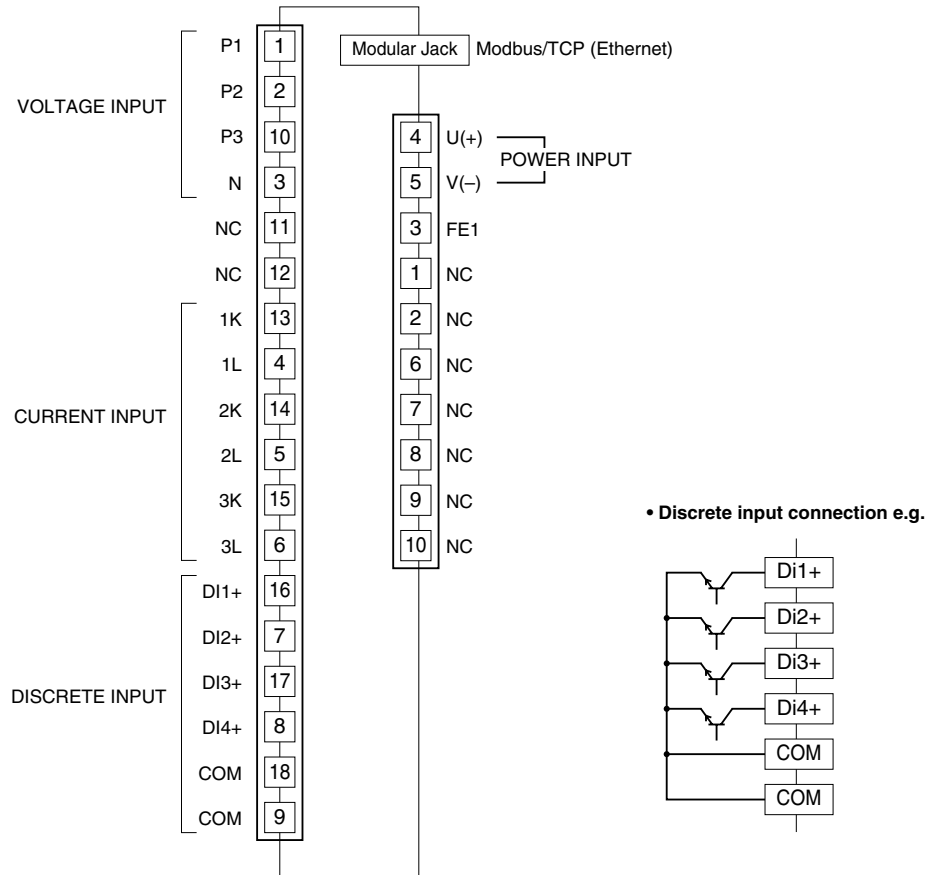 P1 1
Modular Jack Modbus/TCP (Ethernet)
P2 2
VOLTAGE INPUT
P3 10
4 U(+)
POWER INPUT
N 3
5 V(–)
NC 11
3 FE1
NC 12
1 NC
1K 13
2 NC
1L 4
6 NC
CURRENT INPUT
2K 14
7 NC
2L 5
8 NC
3K 15
9 NC
3L 6
10 NC
DISCRETE INPUT
DI1+ 16
DI2+ 7
DI3+ 17
DI4+ 8
COM 18
COM 9
• Discrete input connection e.g.
Di1+
Di2+
Di3+
Di4+
COM
COM